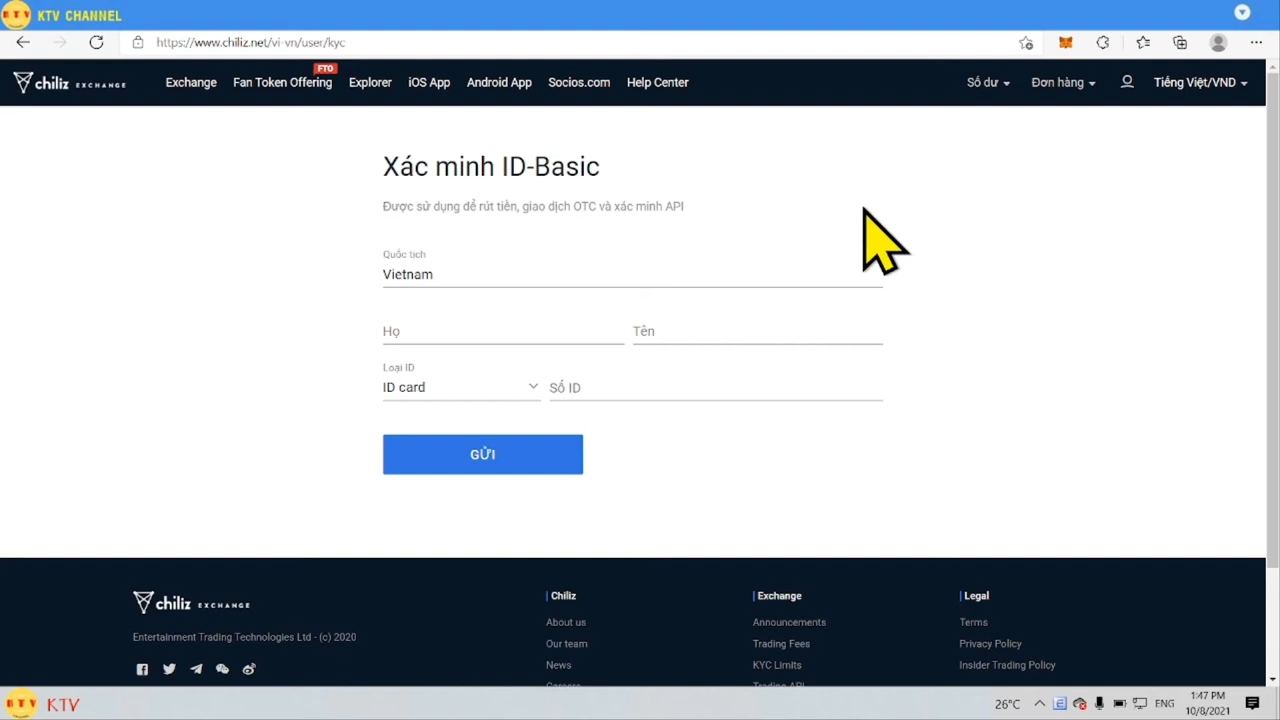 KTV CHANNEL
https://www.chiliz.net/vi-vn/user/kyc
chiliz EXCHANGE
Exchange
Fan Token Offering
FTO
Explorer
iOS App
Android App
Socios.com
Help Center
Số dư
Đơn hàng
Tiếng Việt/VND
Xác minh ID-Basic
Được sử dụng để rút tiền, giao dịch OTC và xác minh API
Quốc tịch
Vietnam
Họ
Tên
Loại ID
ID card
Số ID
GỬI
chiliz EXCHANGE
Entertainment Trading Technologies Ltd - (c) 2020
Chiliz
About us
Our team
News
Careers
Exchange
Announcements
Trading Fees
KYC Limits
Trading API
Legal
Terms
Privacy Policy
Insider Trading Policy
KTV
26°C
ENG
1:47 PM
10/8/2021